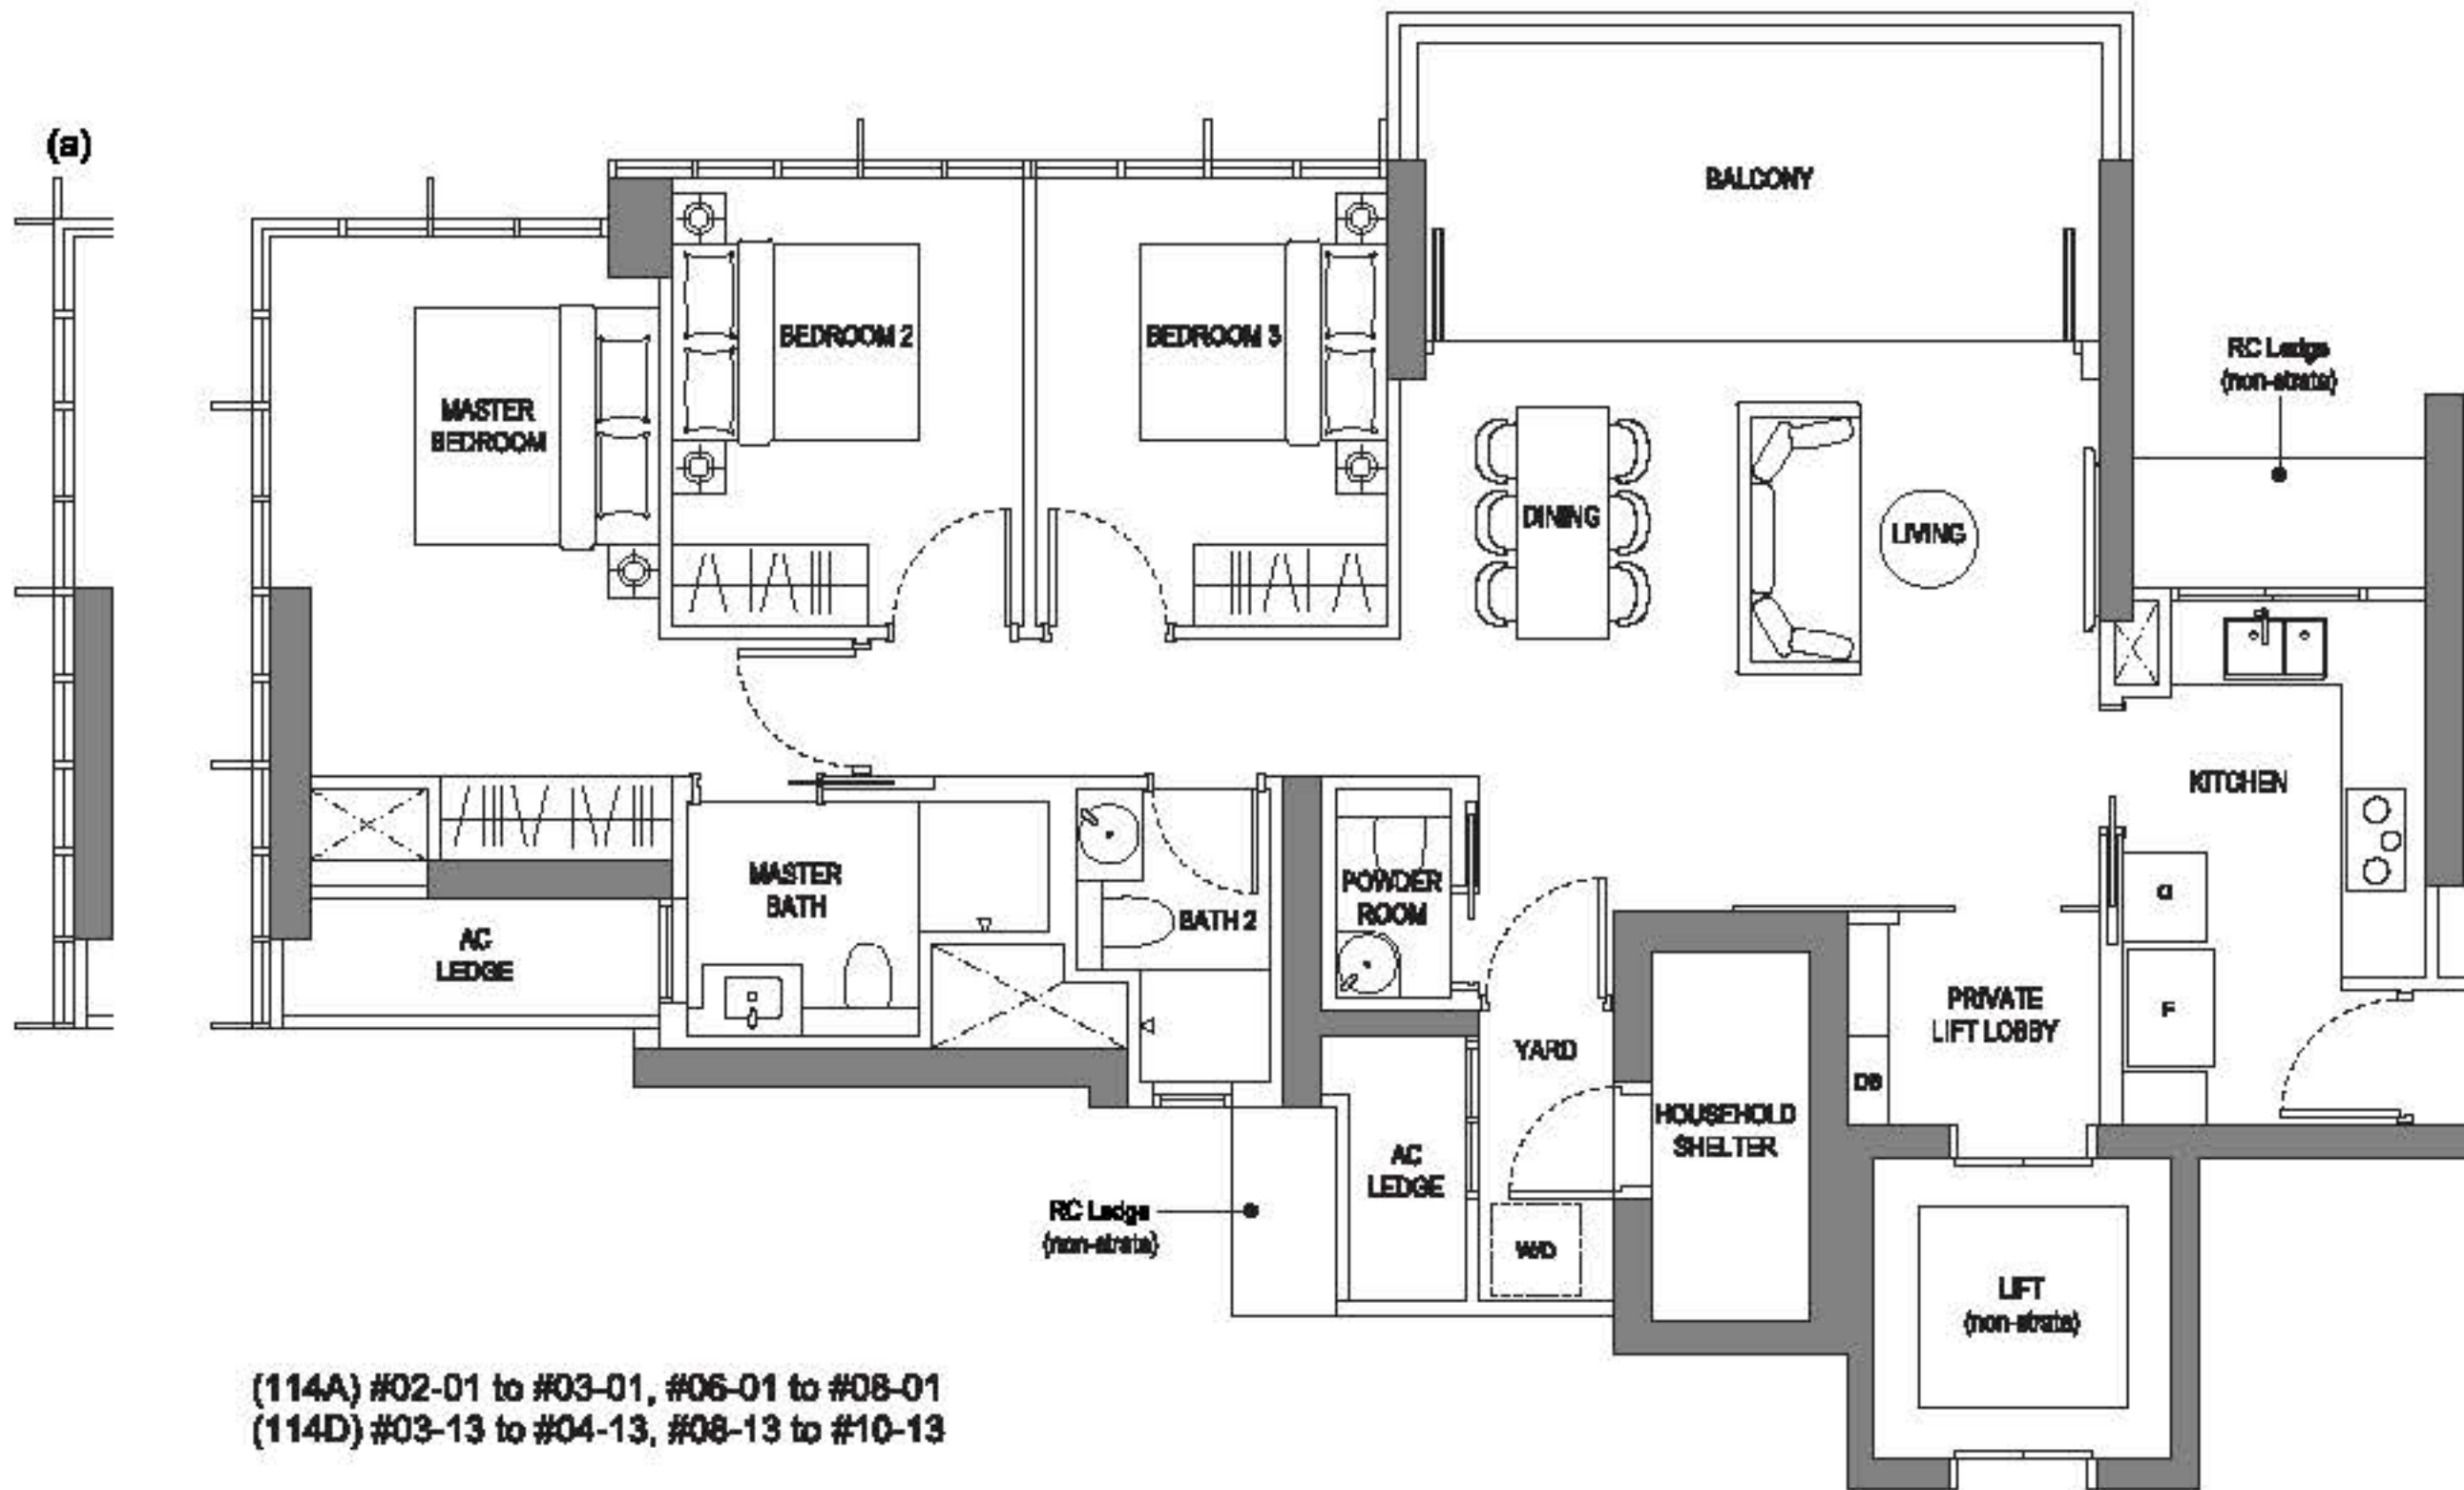 (a)
BALCONY
BEDROOM 2
BEDROOM 3
RC Ledge
(non-strata)
MASTER
BEDROOM
DINING
LIVING
KITCHEN
MASTER
BATH
POWDER
ROOM
BATH 2
AC
LEDGE
F
PRIVATE
LIFT LOBBY
YARD
DB
HOUSEHOLD
SHELTER
AC
LEDGE
RC Ledge
(non-strata)
W/D
LIFT
(non-strata)
(114A) #02-01 to #03-01, #06-01 to #08-01
(114D) #03-13 to #04-13, #08-13 to #10-13